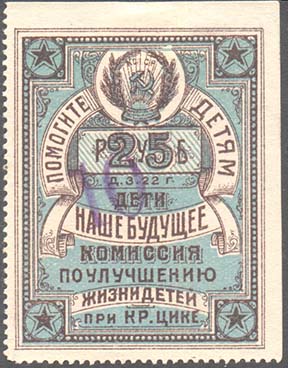 ПОМОГИТЕ ДЕТЯМ
РУБ
25
Д.З.22 г.
ДЕТИ
НАШЕ БУДУЩЕЕ
КОМИССИЯ
ПО УЛУЧШЕНИЮ
ЖИЗНИ ДЕТЕЙ
ПРИ КР. ЦИКЕ.